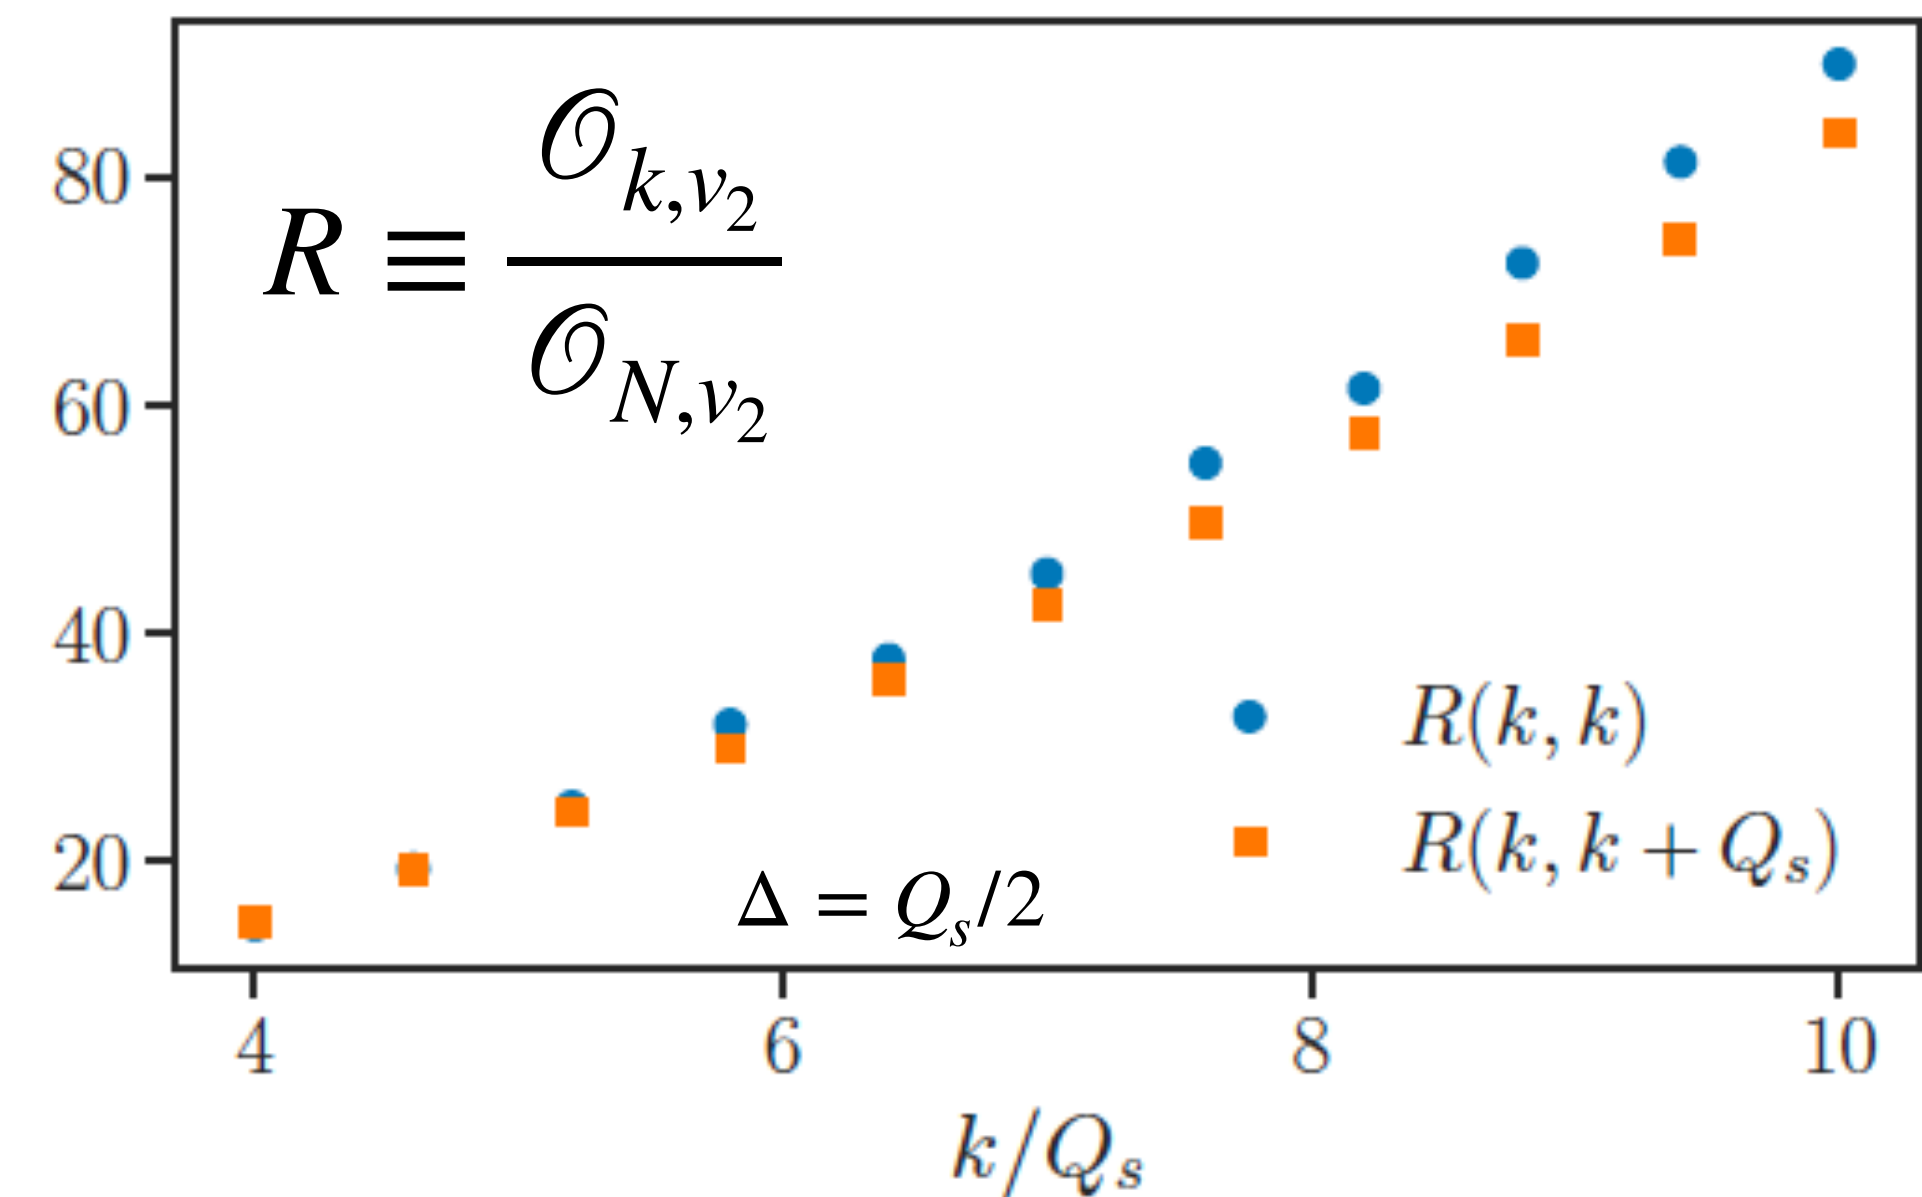 80
60
40
20
R ≡ 𝒪_{k,v_2} / 𝒪_{N,v_2}
R(k, k)
R(k, k + Q_s)
Δ = Q_s/2
4 6 8 10
k/Q_s